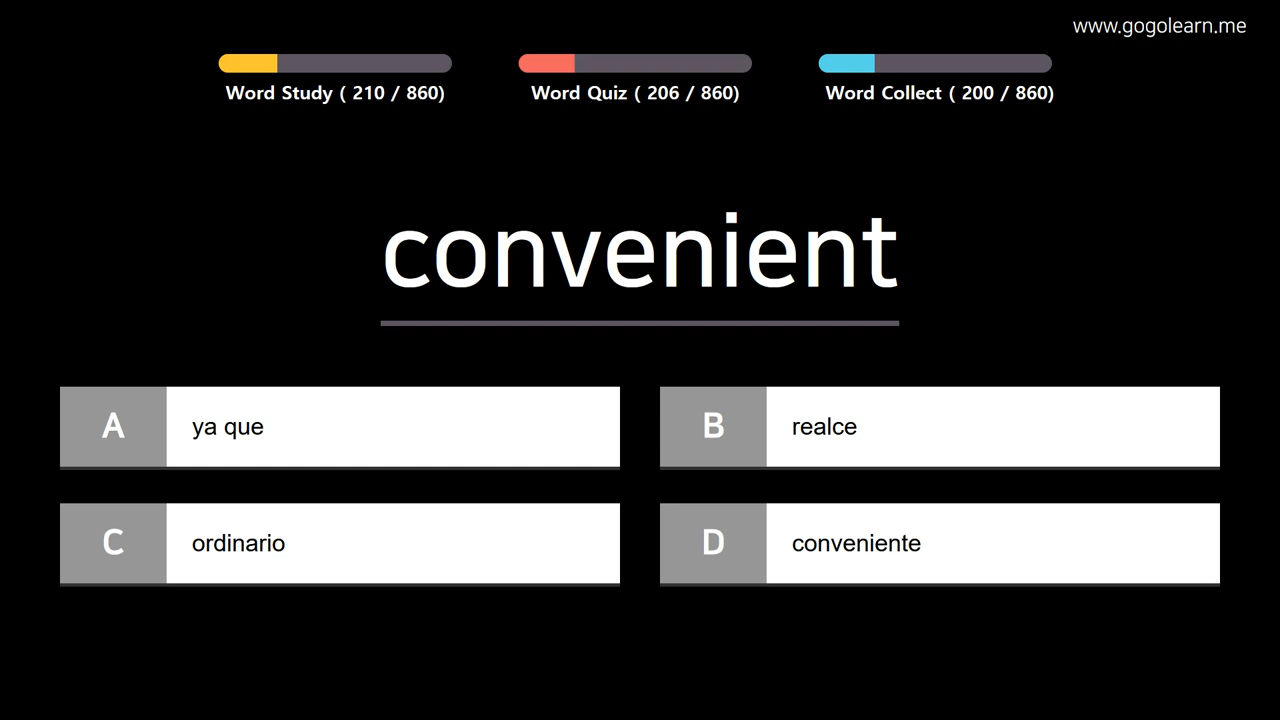 www.gogolearn.me
Word Study ( 210 / 860)
Word Quiz ( 206 / 860)
Word Collect ( 200 / 860)
convenient
A
ya que
B
realce
C
ordinario
D
conveniente